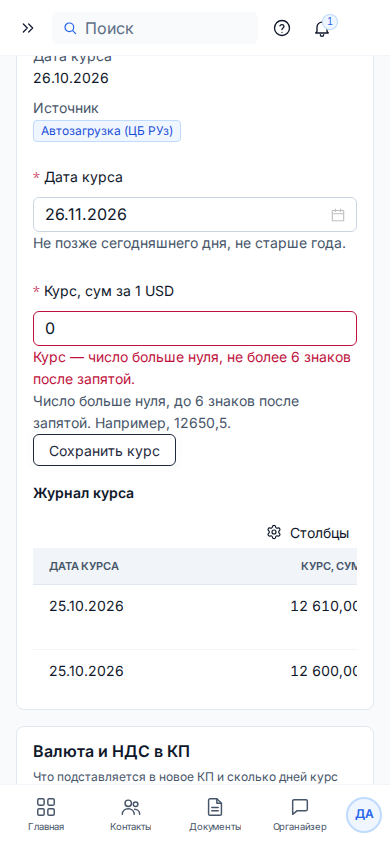 Поиск
1
Дата курса
26.10.2026
Источник
Автозагрузка (ЦБ РУз)
* Дата курса
26.11.2026
Не позже сегодняшнего дня, не старше года.
* Курс, сум за 1 USD
0
Курс — число больше нуля, не более 6 знаков
после запятой.
Число больше нуля, до 6 знаков после
запятой. Например, 12650,5.
Сохранить курс
Журнал курса
Столбцы
ДАТА КУРСА КУРС, СУМ
25.10.2026 12 610,00
25.10.2026 12 600,00
Валюта и НДС в КП
Что подставляется в новое КП и сколько дней курс
Главная Контакты Документы Органайзер ДА